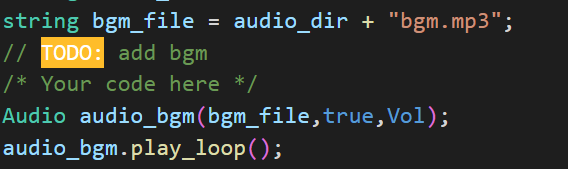 string bgm_file = audio_dir + "bgm.mp3";
// TODO: add bgm
/* Your code here */
Audio audio_bgm(bgm_file,true,Vol);
audio_bgm.play_loop();